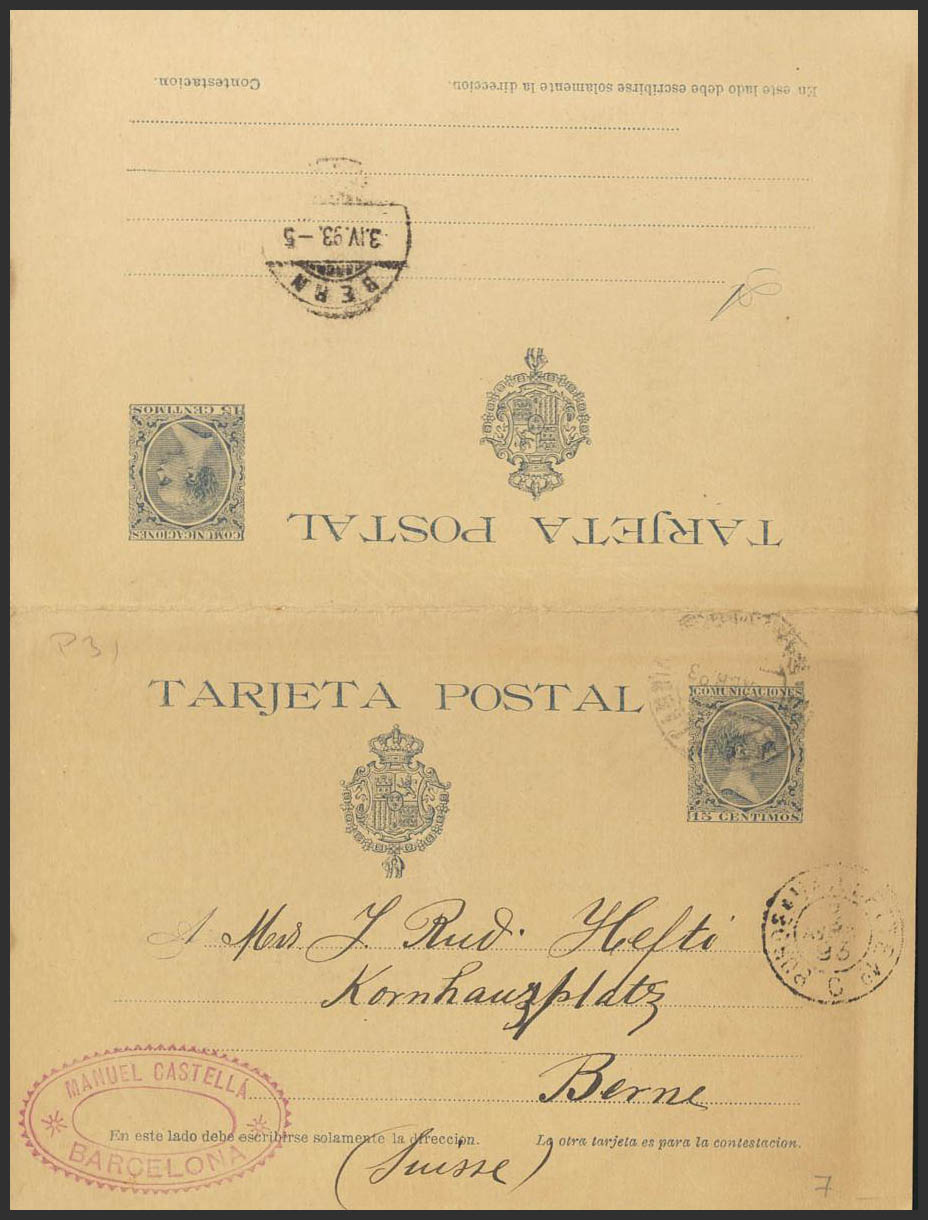 En este lado debe escribirse solamente la direccion. Contestacion.
BERN
3.IV.93.-5
TARJETA POSTAL
COMUNICACIONES
15 CENTIMOS
P31
TARJETA POSTAL
COMUNICACIONES
15 CENTIMOS
A Mrs J. Rud. Hefti
Kornhausplatz
Berne
(Suisse)
93
C
MANUEL CASTELLÁ
BARCELONA
En este lado debe escribirse solamente la direccion. La otra tarjeta es para la contestacion.
7